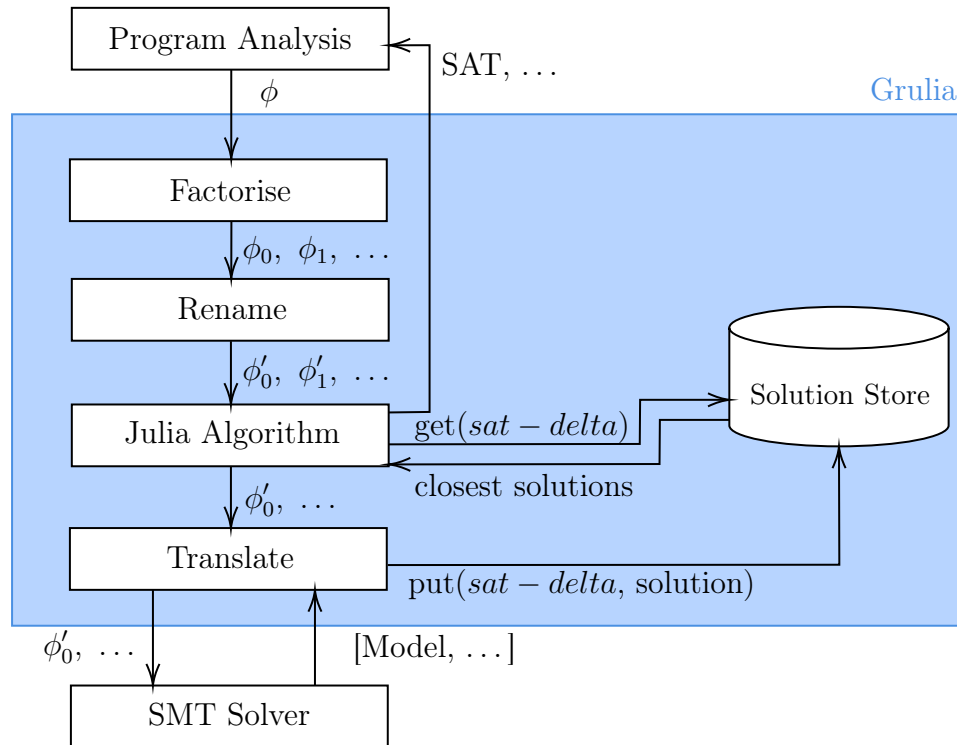 Program Analysis
SAT, …
ϕ
Grulia
Factorise
ϕ₀, ϕ₁, …
Rename
ϕ′₀, ϕ′₁, …
Solution Store
Julia Algorithm
get(sat − delta)
closest solutions
ϕ′₀, …
Translate
put(sat − delta, solution)
ϕ′₀, …
[Model, …]
SMT Solver